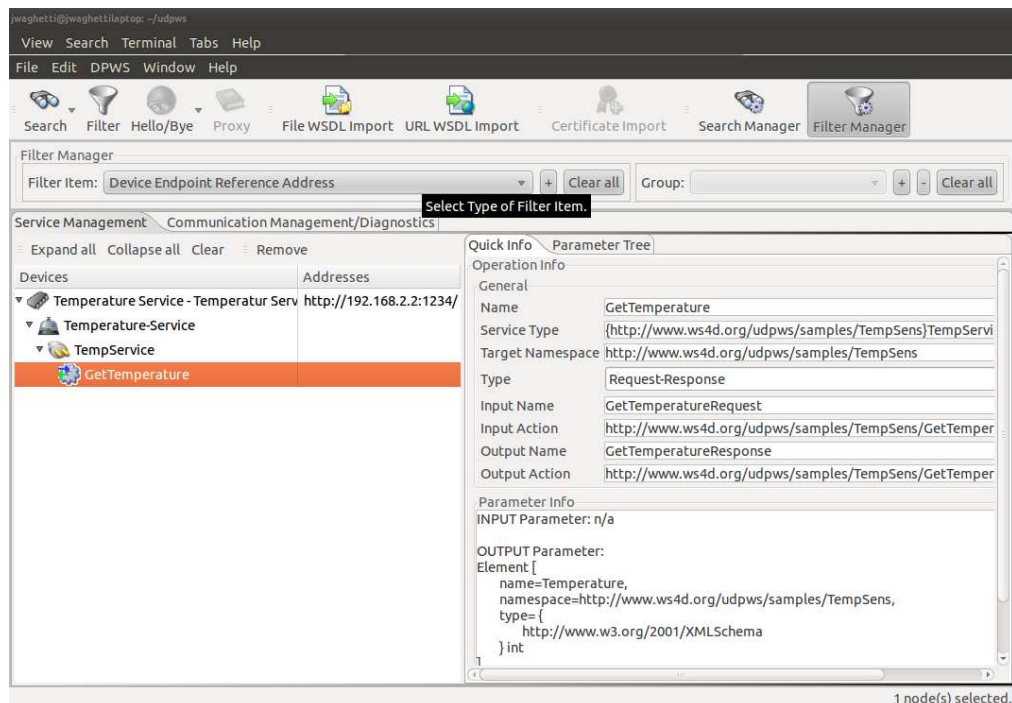 jwaghetti@jwaghettilaptop: ~/udpws
View Search Terminal Tabs Help
File Edit DPWS Window Help
Search Filter Hello/Bye Proxy File WSDL Import URL WSDL Import Certificate Import Search Manager Filter Manager
Filter Manager
Filter Item: Device Endpoint Reference Address + Clear all Group: + - Clear all
Select Type of Filter Item.
Service Management Communication Management/Diagnostics
Expand all Collapse all Clear Remove
Quick Info Parameter Tree
Devices Addresses
Temperature Service - Temperatur Serv http://192.168.2.2:1234/
Temperature-Service
TempService
GetTemperature
Operation Info
General
Name GetTemperature
Service Type {http://www.ws4d.org/udpws/samples/TempSens}TempServi
Target Namespace http://www.ws4d.org/udpws/samples/TempSens
Type Request-Response
Input Name GetTemperatureRequest
Input Action http://www.ws4d.org/udpws/samples/TempSens/GetTemper
Output Name GetTemperatureResponse
Output Action http://www.ws4d.org/udpws/samples/TempSens/GetTemper
Parameter Info
INPUT Parameter: n/a
OUTPUT Parameter:
Element [
name=Temperature,
namespace=http://www.ws4d.org/udpws/samples/TempSens,
type= {
http://www.w3.org/2001/XMLSchema
} int
]
1 node(s) selected.